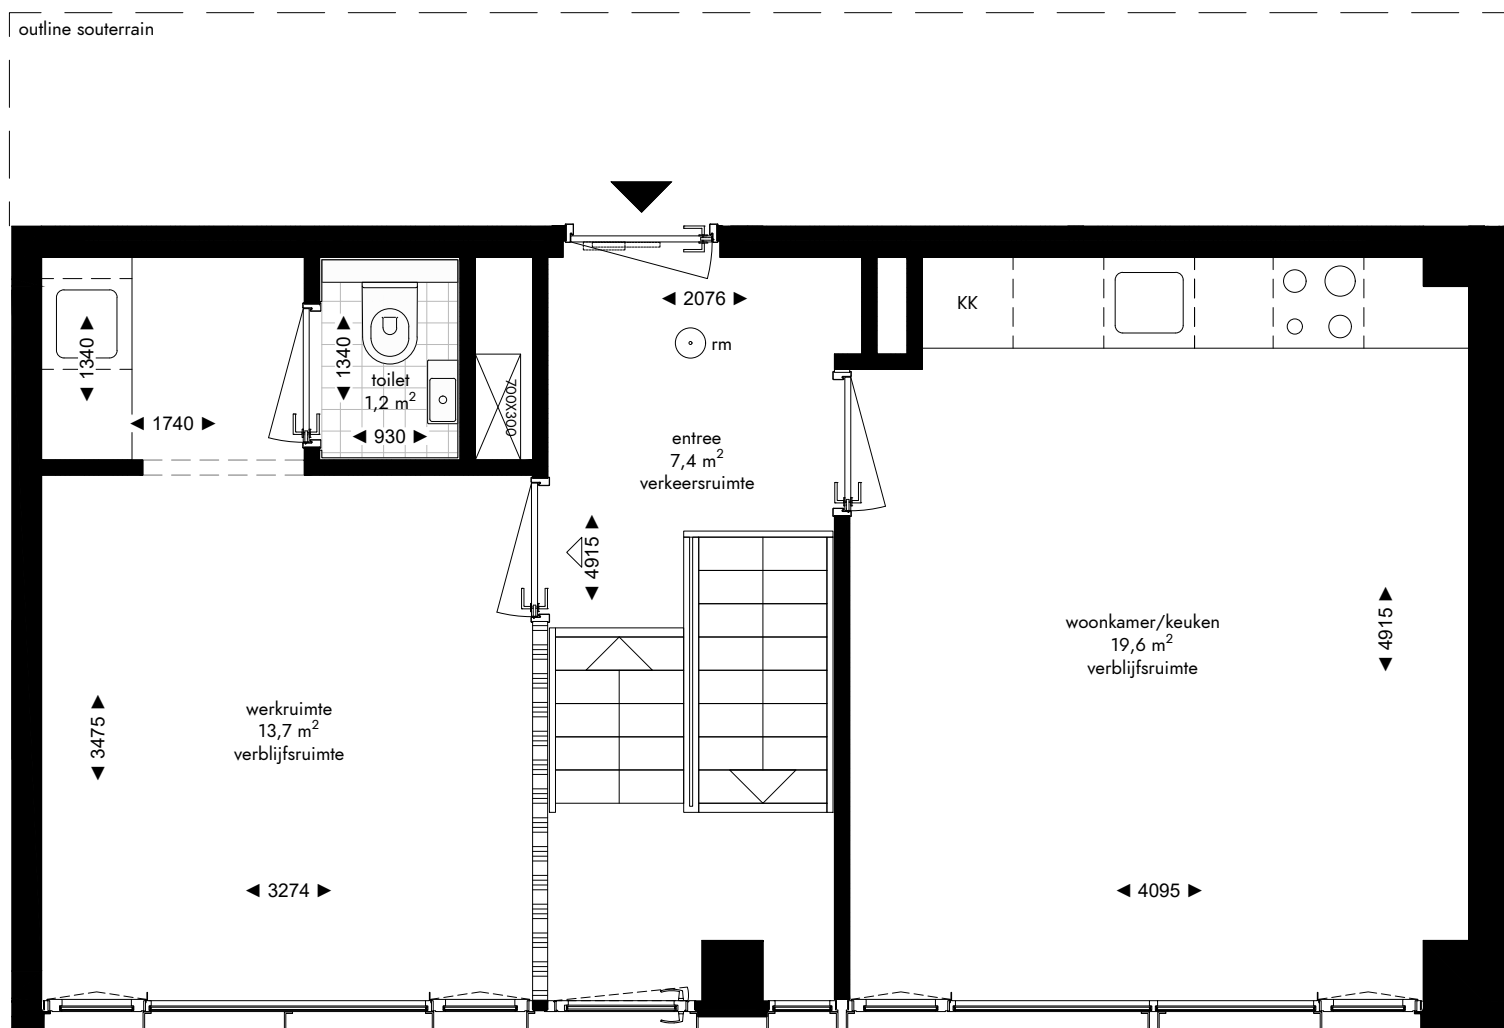 outline souterrain
2076
rm
KK
1340
1740
1340
toilet
1,2 m²
930
700X300
entree
7,4 m²
verkeersruimte
4915
woonkamer/keuken
19,6 m²
verblijfsruimte
4915
werkruimte
13,7 m²
verblijfsruimte
3475
3274
4095